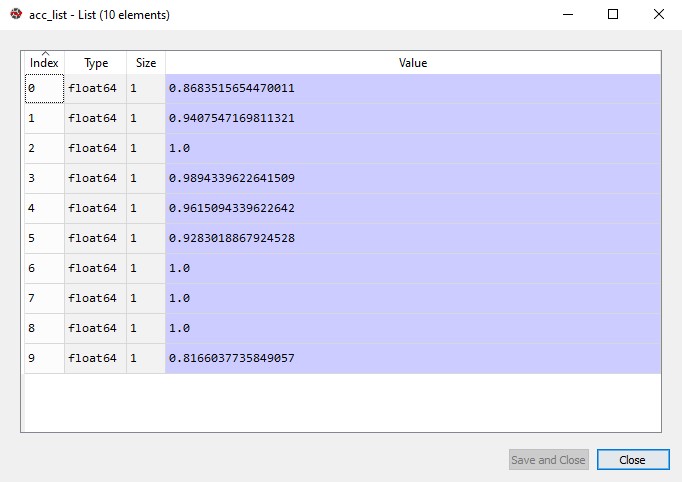 acc_list - List (10 elements)
Index Type Size Value
0 float64 1 0.8683515654470011
1 float64 1 0.9407547169811321
2 float64 1 1.0
3 float64 1 0.9894339622641509
4 float64 1 0.9615094339622642
5 float64 1 0.9283018867924528
6 float64 1 1.0
7 float64 1 1.0
8 float64 1 1.0
9 float64 1 0.8166037735849057
Save and Close Close